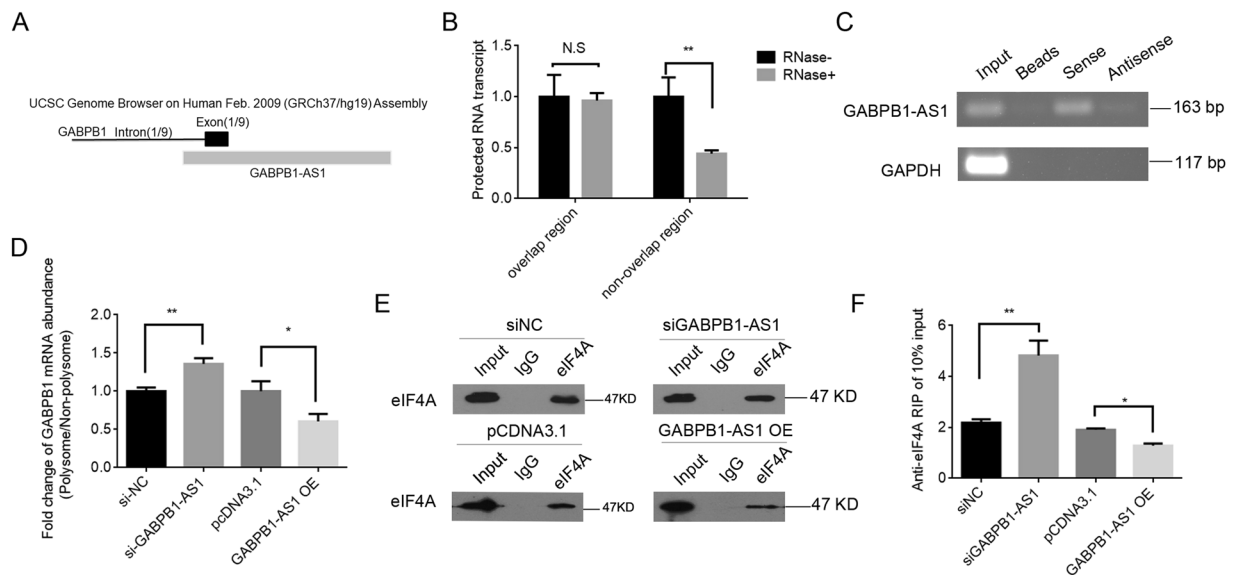 A
UCSC Genome Browser on Human Feb. 2009 (GRCh37/hg19) Assembly
GABPB1 Intron(1/9) Exon(1/9)
GABPB1-AS1
B
Protected RNA transcript
1.5
1.0
0.5
0.0
N.S
**
RNase-
RNase+
overlap region
non-overlap region
C
Input Beads Sense Antisense
GABPB1-AS1 163 bp
GAPDH 117 bp
D
Fold change of GABPB1 mRNA abundance
(Polysome/Non-polysome)
2.0
1.5
1.0
0.5
0.0
**
*
si-NC
si-GABPB1-AS1
pcDNA3.1
GABPB1-AS1 OE
E
siNC
Input IgG eIF4A
eIF4A 47KD
siGABPB1-AS1
Input IgG eIF4A
47 KD
pCDNA3.1
Input IgG eIF4A
eIF4A 47KD
GABPB1-AS1 OE
Input IgG eIF4A
47 KD
F
Anti-eIF4A RIP of 10% input
6
4
2
0
**
*
siNC
siGABPB1-AS1
pCDNA3.1
GABPB1-AS1 OE